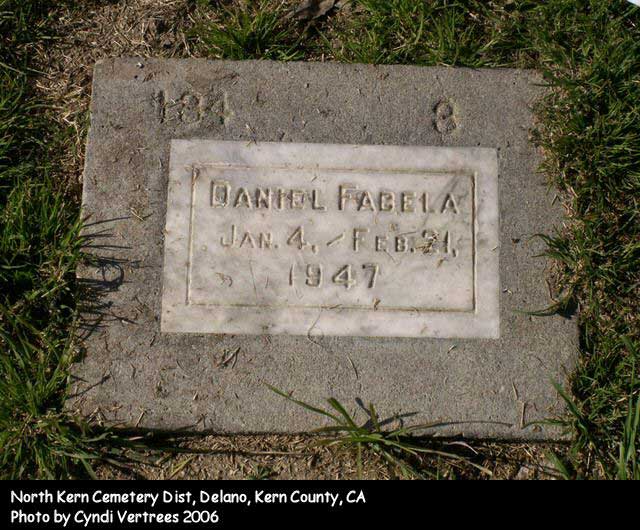 184 8
DANIEL FABELA
JAN. 4, - FEB. 21,
1947
North Kern Cemetery Dist, Delano, Kern County, CA
Photo by Cyndi Vertrees 2006